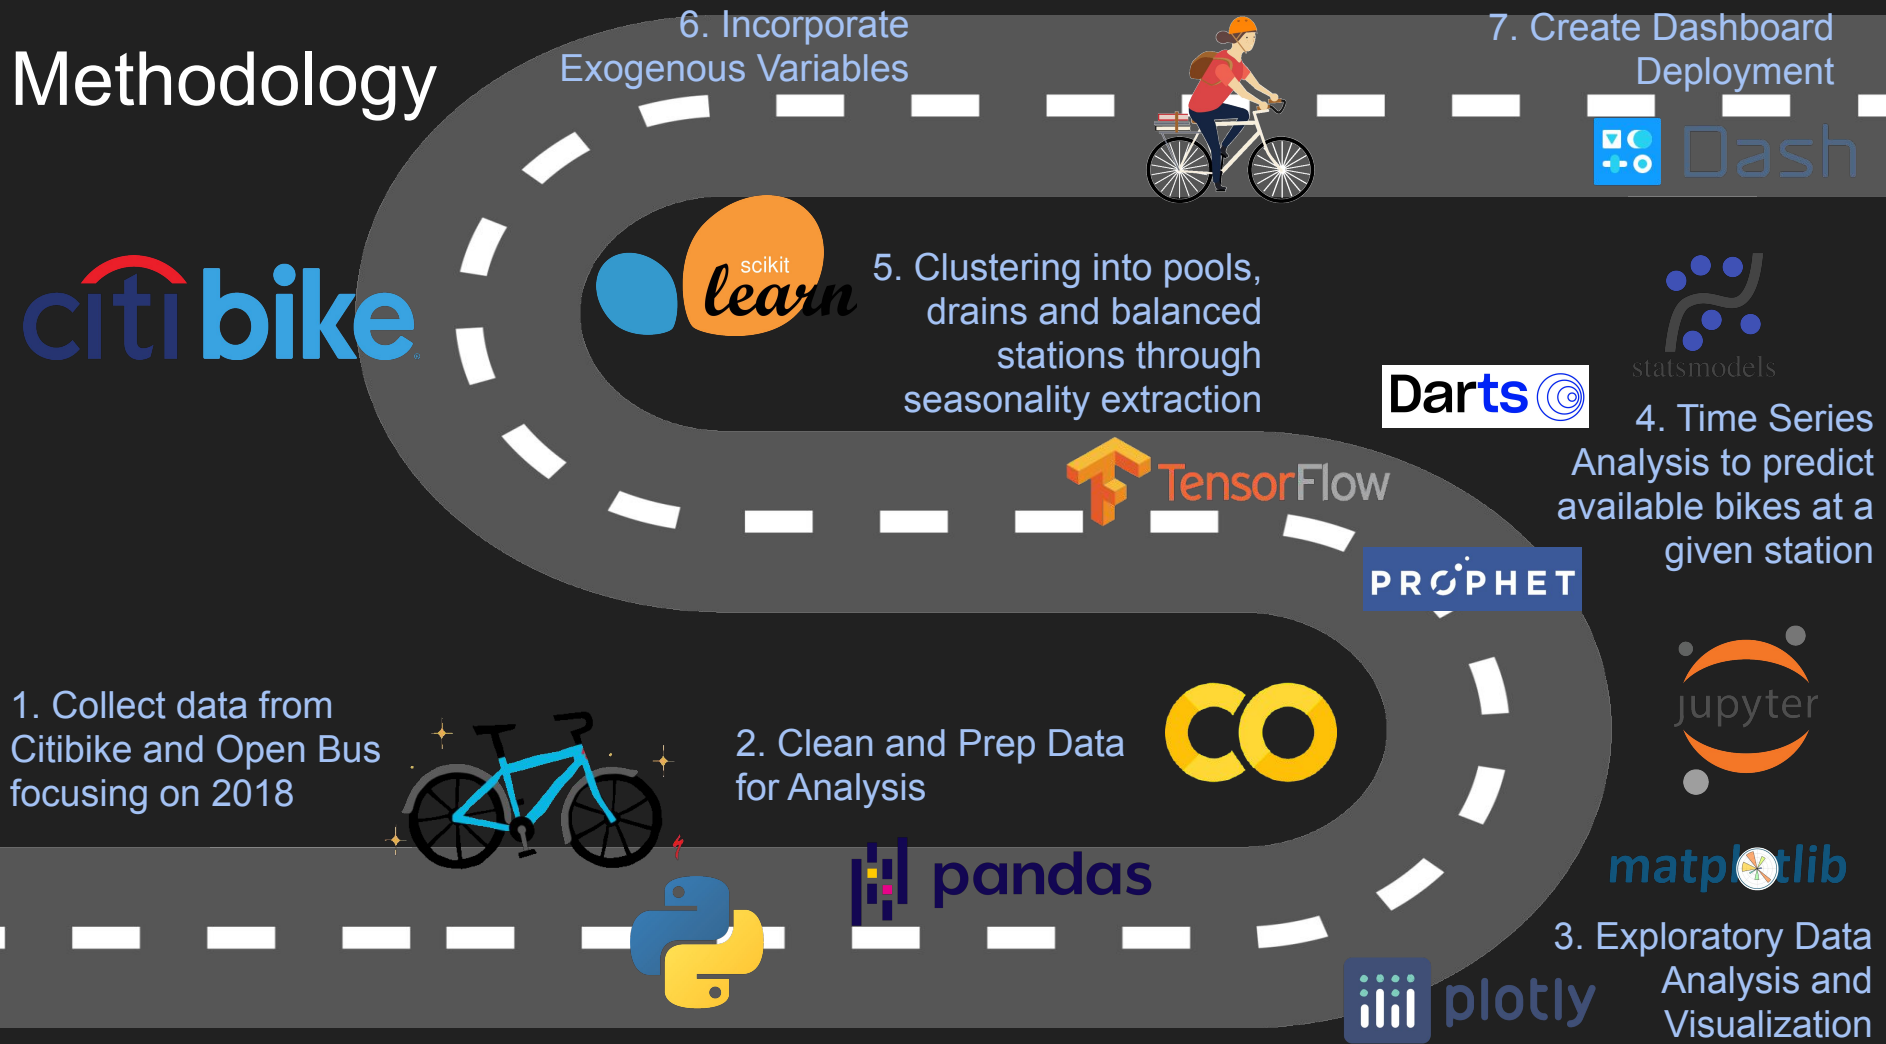 Methodology
6. Incorporate
Exogenous Variables
7. Create Dashboard
Deployment
Dash
citi bike
scikit
learn
5. Clustering into pools,
drains and balanced
stations through
seasonality extraction
statsmodels
Darts
4. Time Series
Analysis to predict
available bikes at a
given station
TensorFlow
PROPHET
jupyter
1. Collect data from
Citibike and Open Bus
focusing on 2018
2. Clean and Prep Data
for Analysis
CO
pandas
matplotlib
3. Exploratory Data
Analysis and
Visualization
plotly